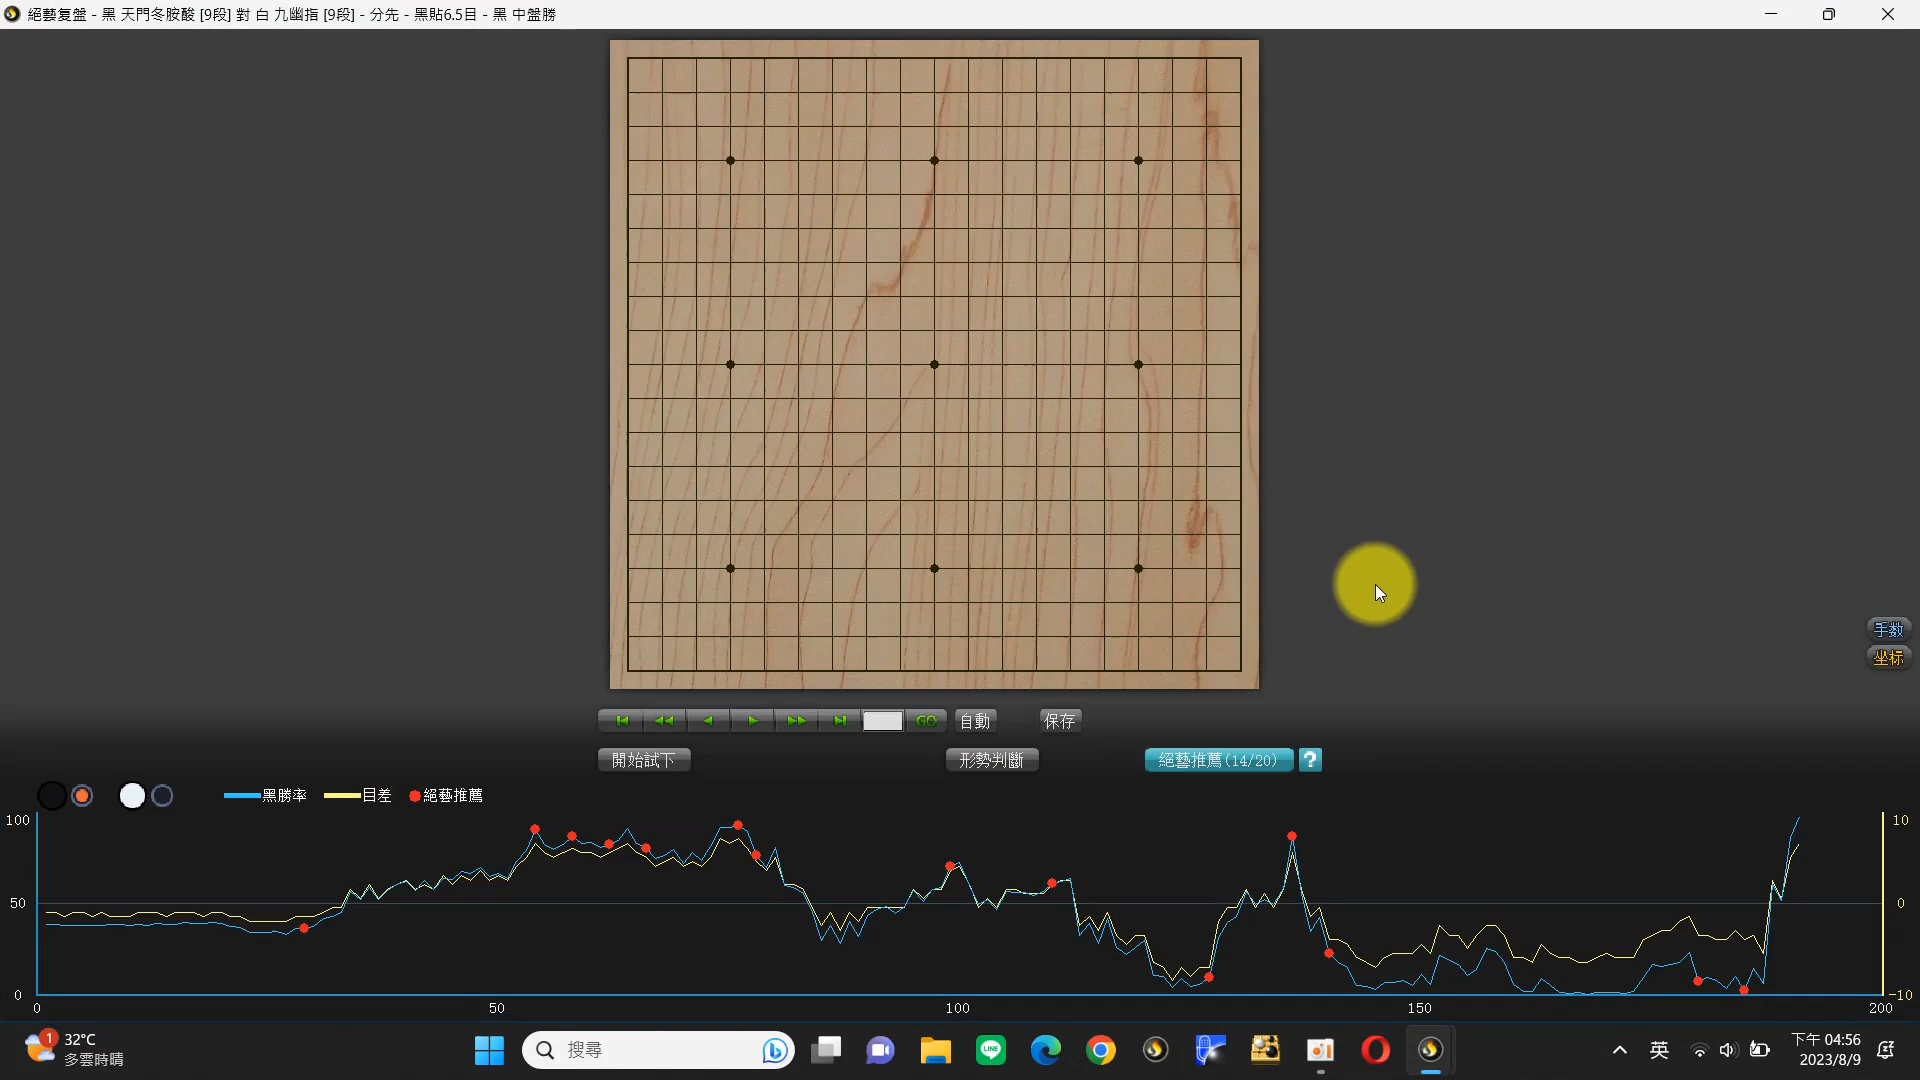 絕藝复盤 - 黑 天門冬胺酸 [9段] 對 白 九幽指 [9段] - 分先 - 黑貼6.5目 - 黑 中盤勝
手数
坐标
GO 自動 保存
開始試下 形勢判斷 絕藝推薦(14/20) ?
黑勝率 目差 絕藝推薦
100 10
50 0
0 -10
0 50 100 150 200
1 32°C
多雲時晴
搜尋
LINE
英
下午 04:56
2023/8/9